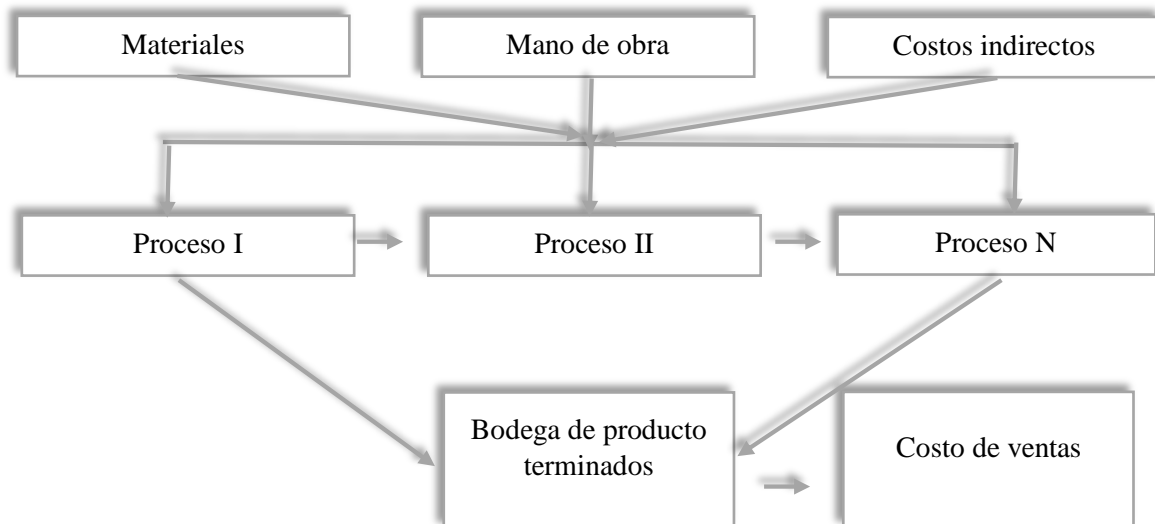 Materiales
Mano de obra
Costos indirectos
Proceso I
Proceso II
Proceso N
Bodega de producto
terminados
Costo de ventas